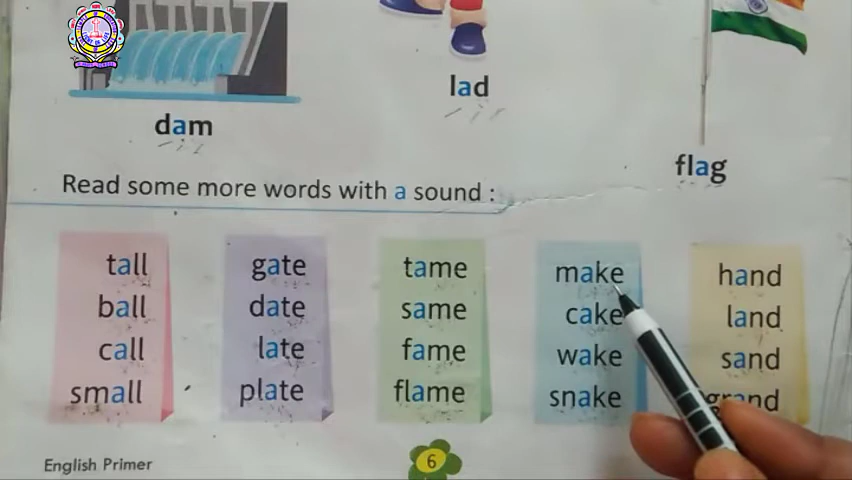 dam
lad
flag
Read some more words with a sound :
tall
ball
call
small
gate
date
late
plate
tame
same
fame
flame
make
cake
wake
snake
hand
land
sand
grand
English Primer
6